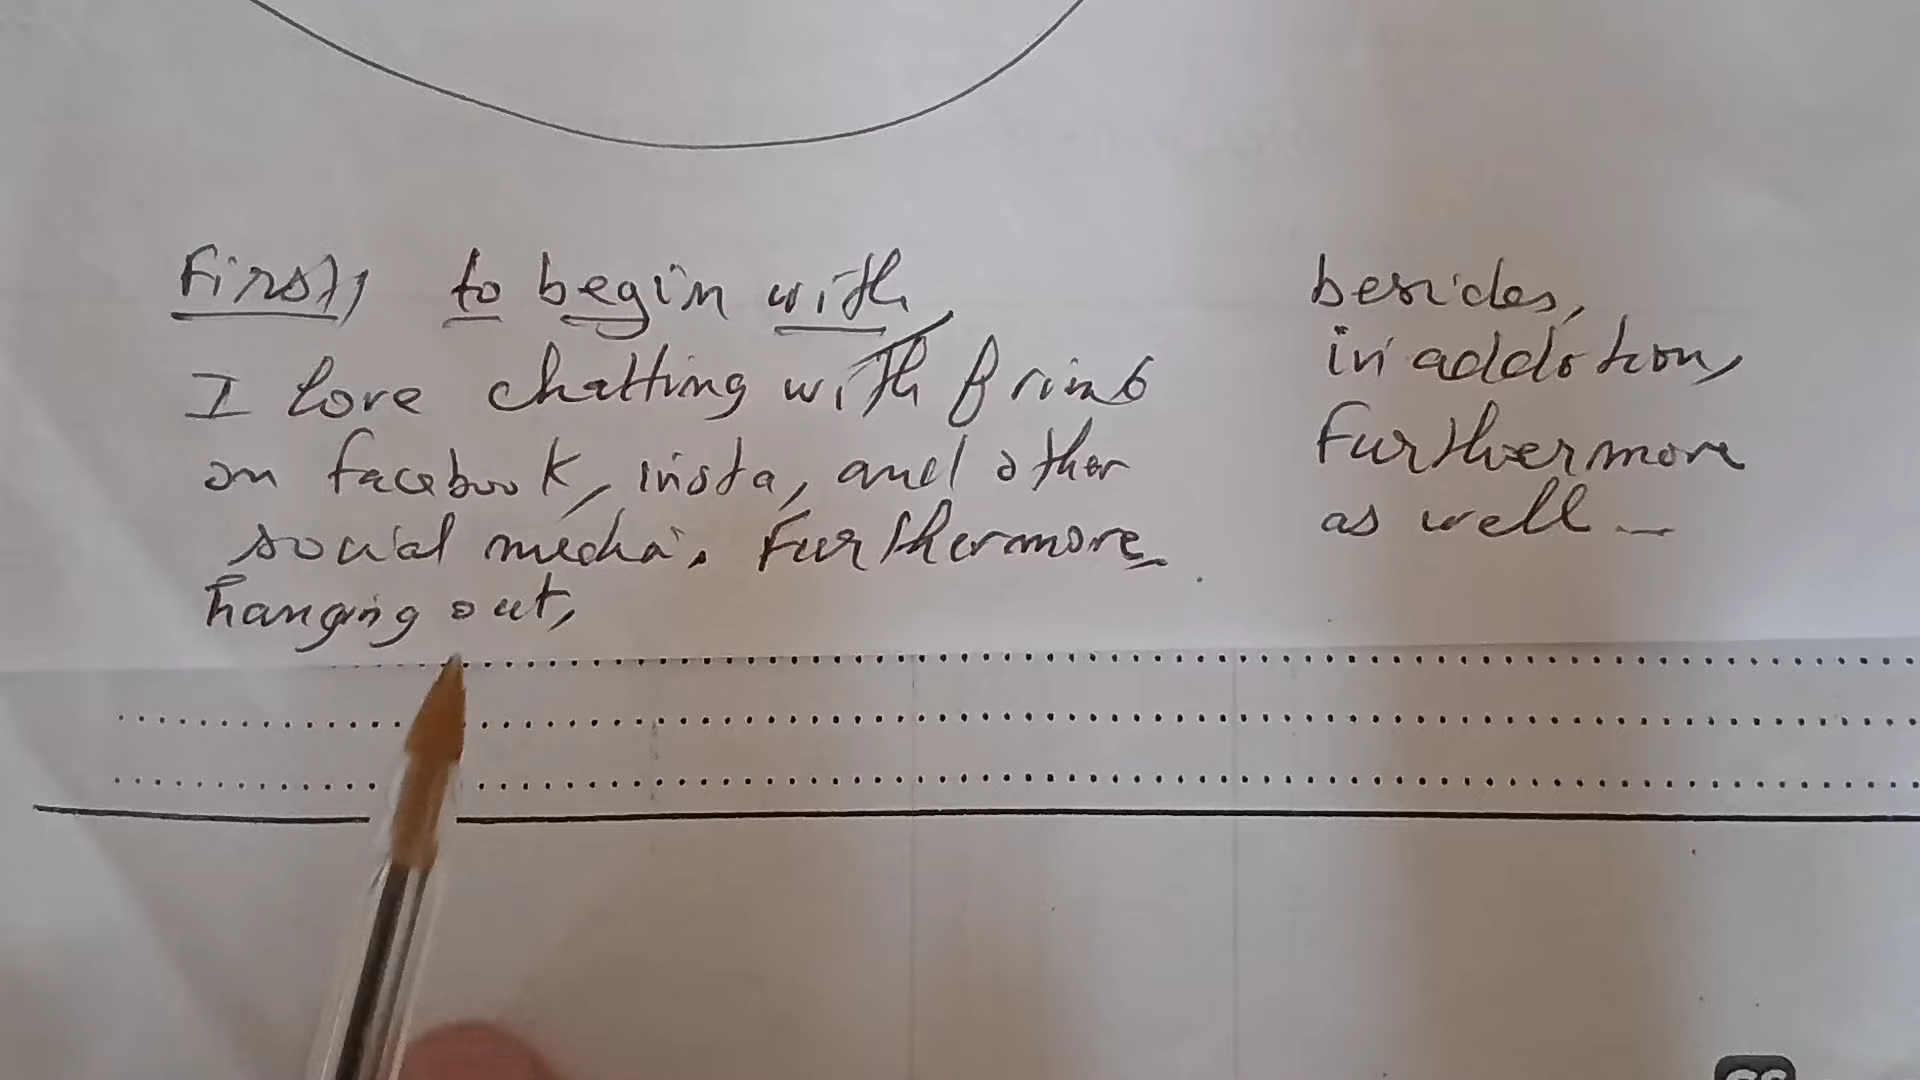 Firstly to begin with,
I love chatting with frinds
on facebook, insta, and other
social media. Furthermore
hanging out,
besides,
in addition,
Furthermore
as well